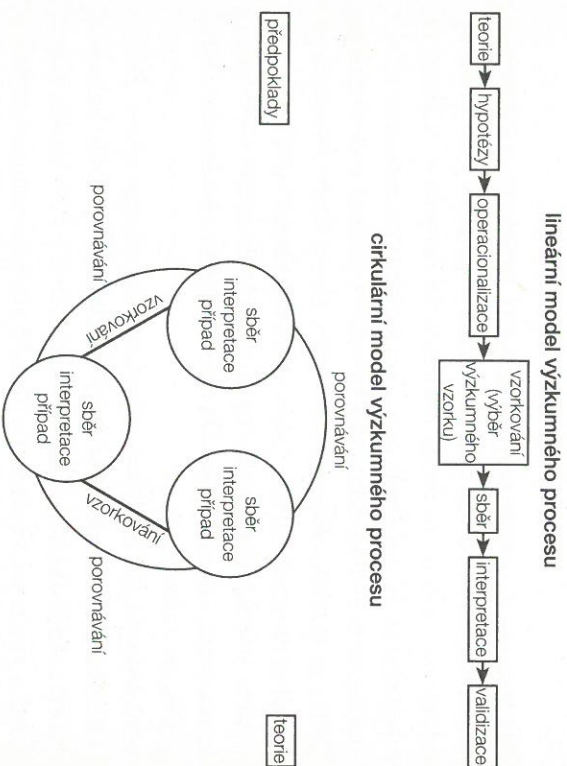 lineární model výzkumného procesu
teorie
hypotézy
operacionalizace
vzorkování
(výběr
výzkumného
vzorku)
sběr
interpretace
validizace
cirkulární model výzkumného procesu
předpoklady
porovnávání
sběr
interpretace
případ
sběr
interpretace
případ
vzorkování
vzorkování
porovnávání
sběr
interpretace
případ
porovnávání
teorie